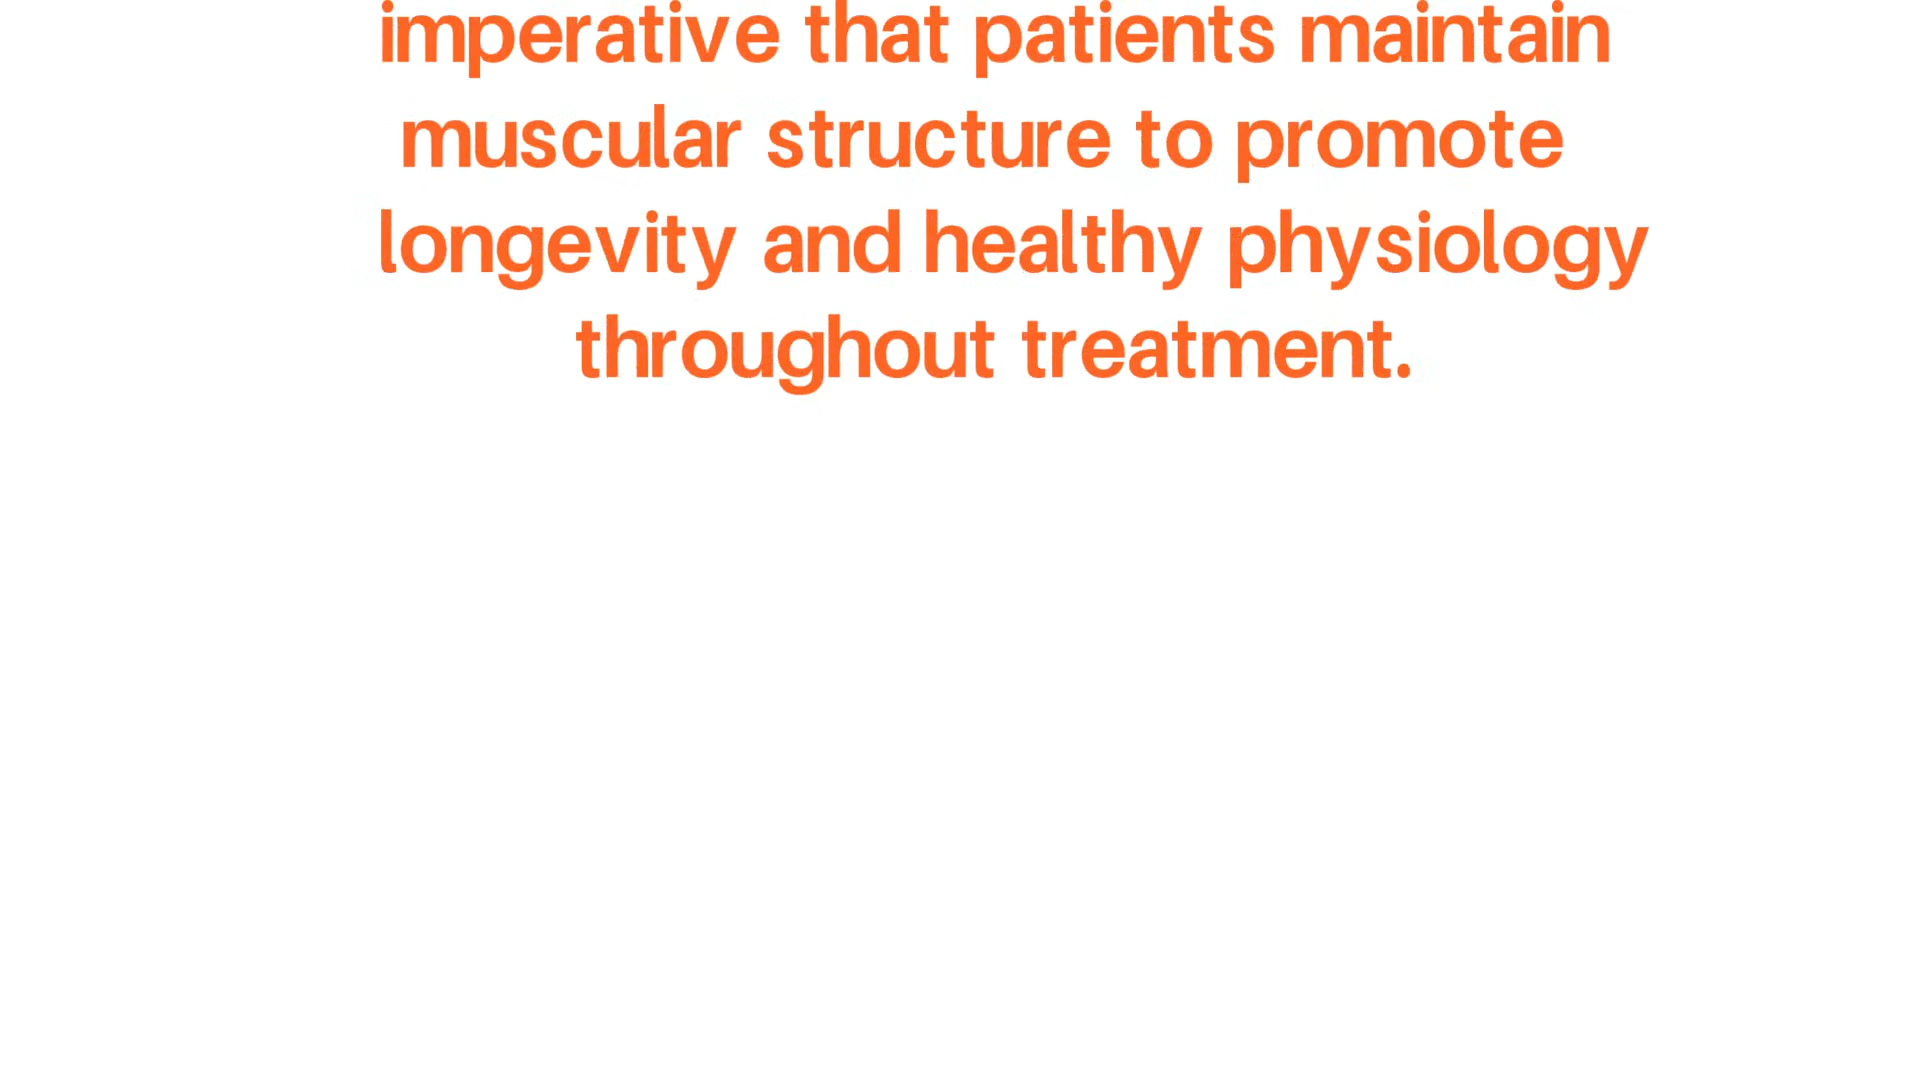 imperative that patients maintain
muscular structure to promote
longevity and healthy physiology
throughout treatment.